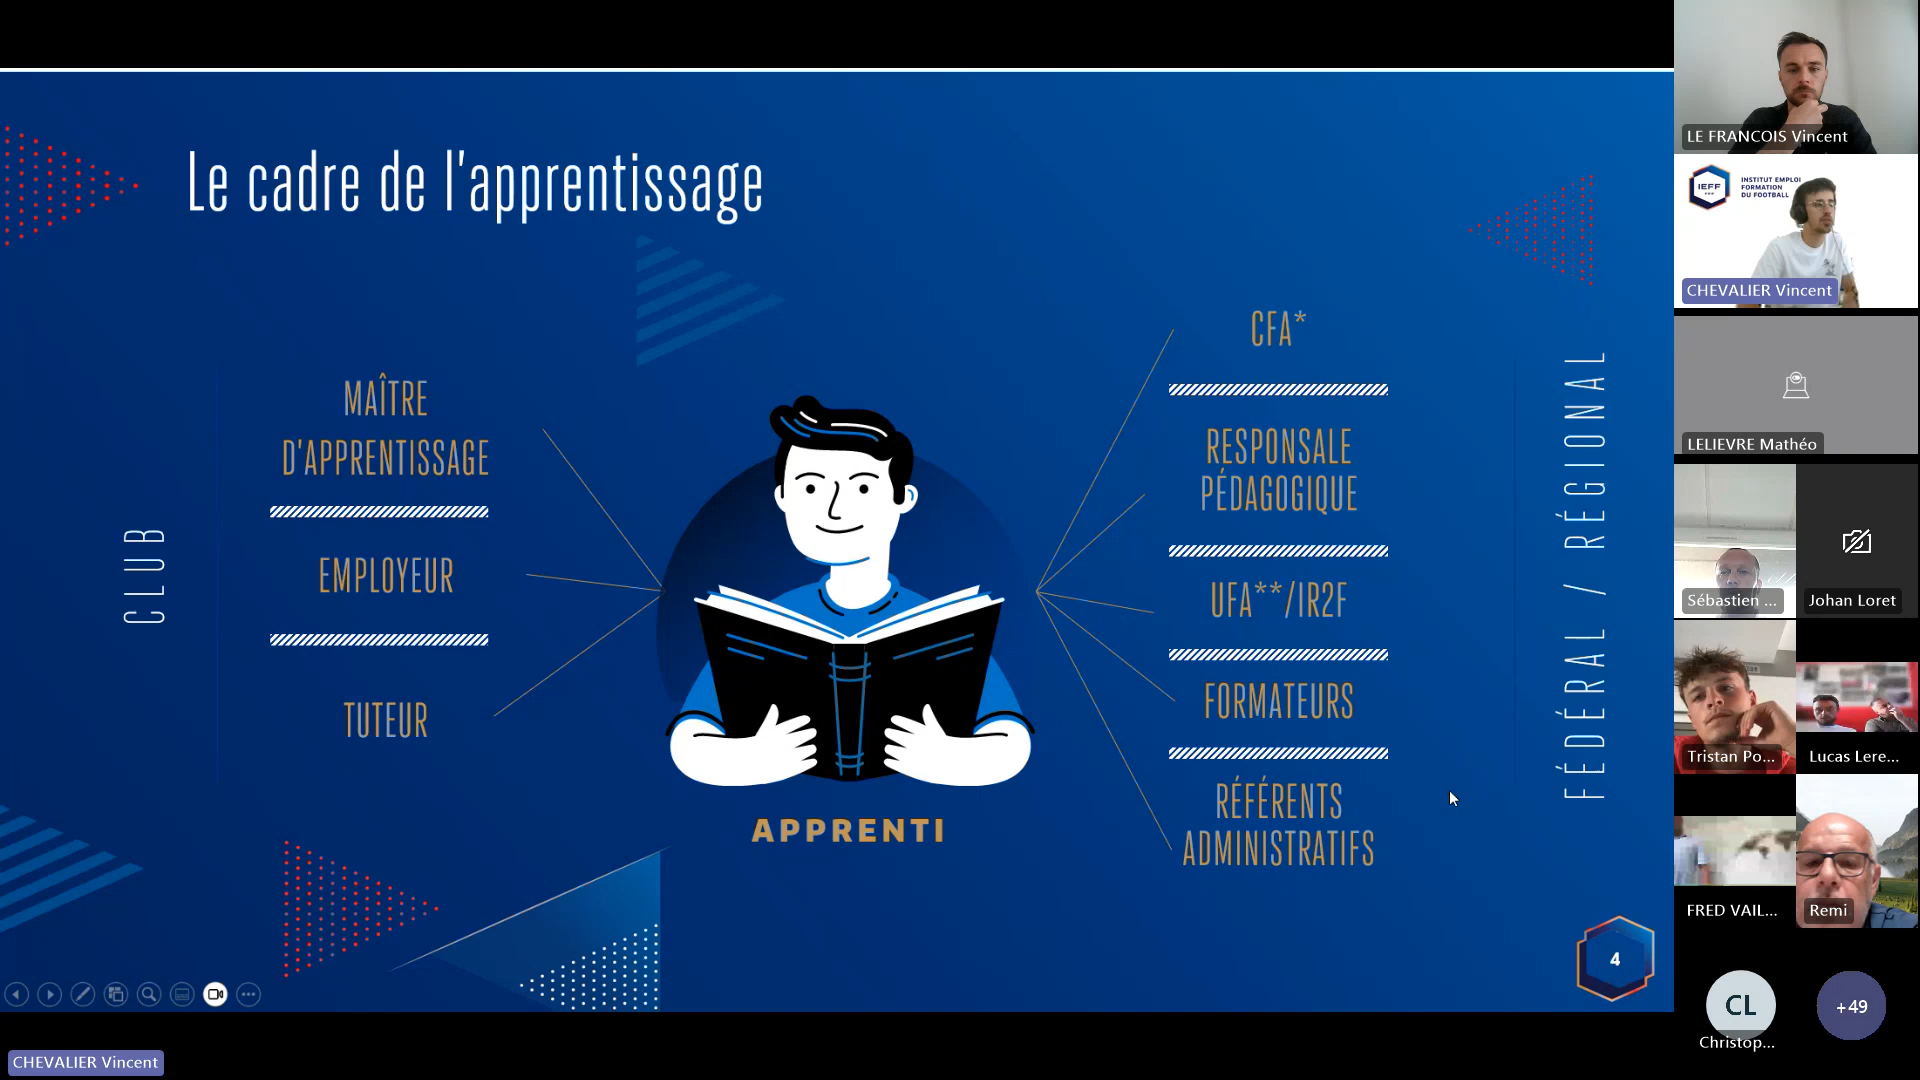 Le cadre de l'apprentissage
CLUB
MAÎTRE
D'APPRENTISSAGE
EMPLOYEUR
TUTEUR
APPRENTI
CFA*
RESPONSALE
PÉDAGOGIQUE
UFA**/IR2F
FORMATEURS
RÉFÉRENTS
ADMINISTRATIFS
FÉDÉRAL / RÉGIONAL
4
CHEVALIER Vincent
LE FRANCOIS Vincent
IEFF
INSTITUT EMPLOI
FORMATION
DU FOOTBALL
CHEVALIER Vincent
LELIEVRE Mathéo
Sébastien ...
Johan Loret
Tristan Po...
Lucas Lere...
FRED VAIL...
Remi
CL
Christop...
+49